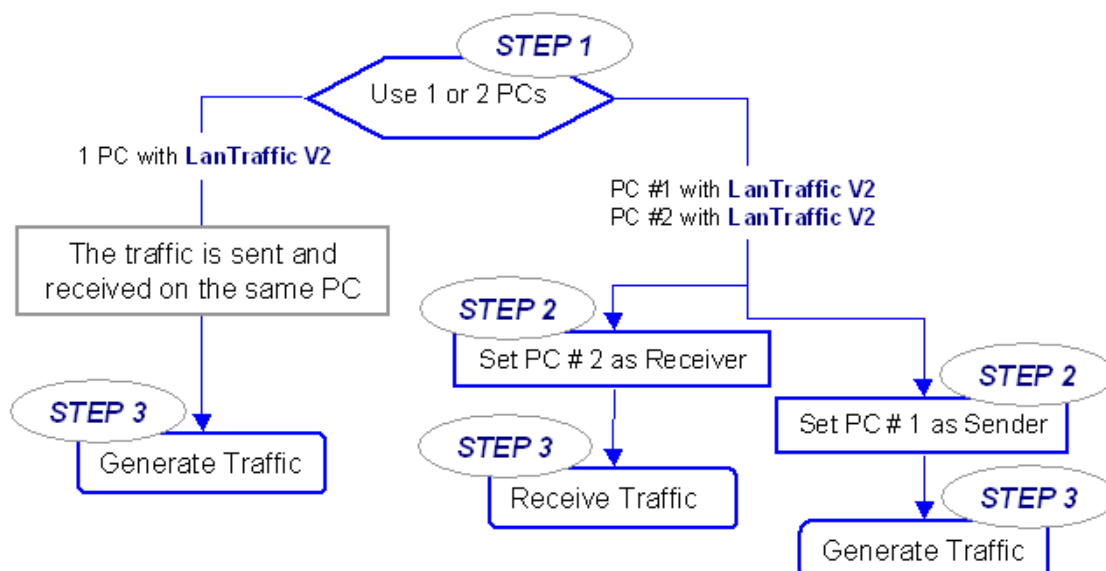 STEP 1
Use 1 or 2 PCs
1 PC with LanTraffic V2
PC #1 with LanTraffic V2
PC #2 with LanTraffic V2
The traffic is sent and
received on the same PC
STEP 2
Set PC # 2 as Receiver
STEP 2
Set PC # 1 as Sender
STEP 3
Generate Traffic
STEP 3
Receive Traffic
STEP 3
Generate Traffic